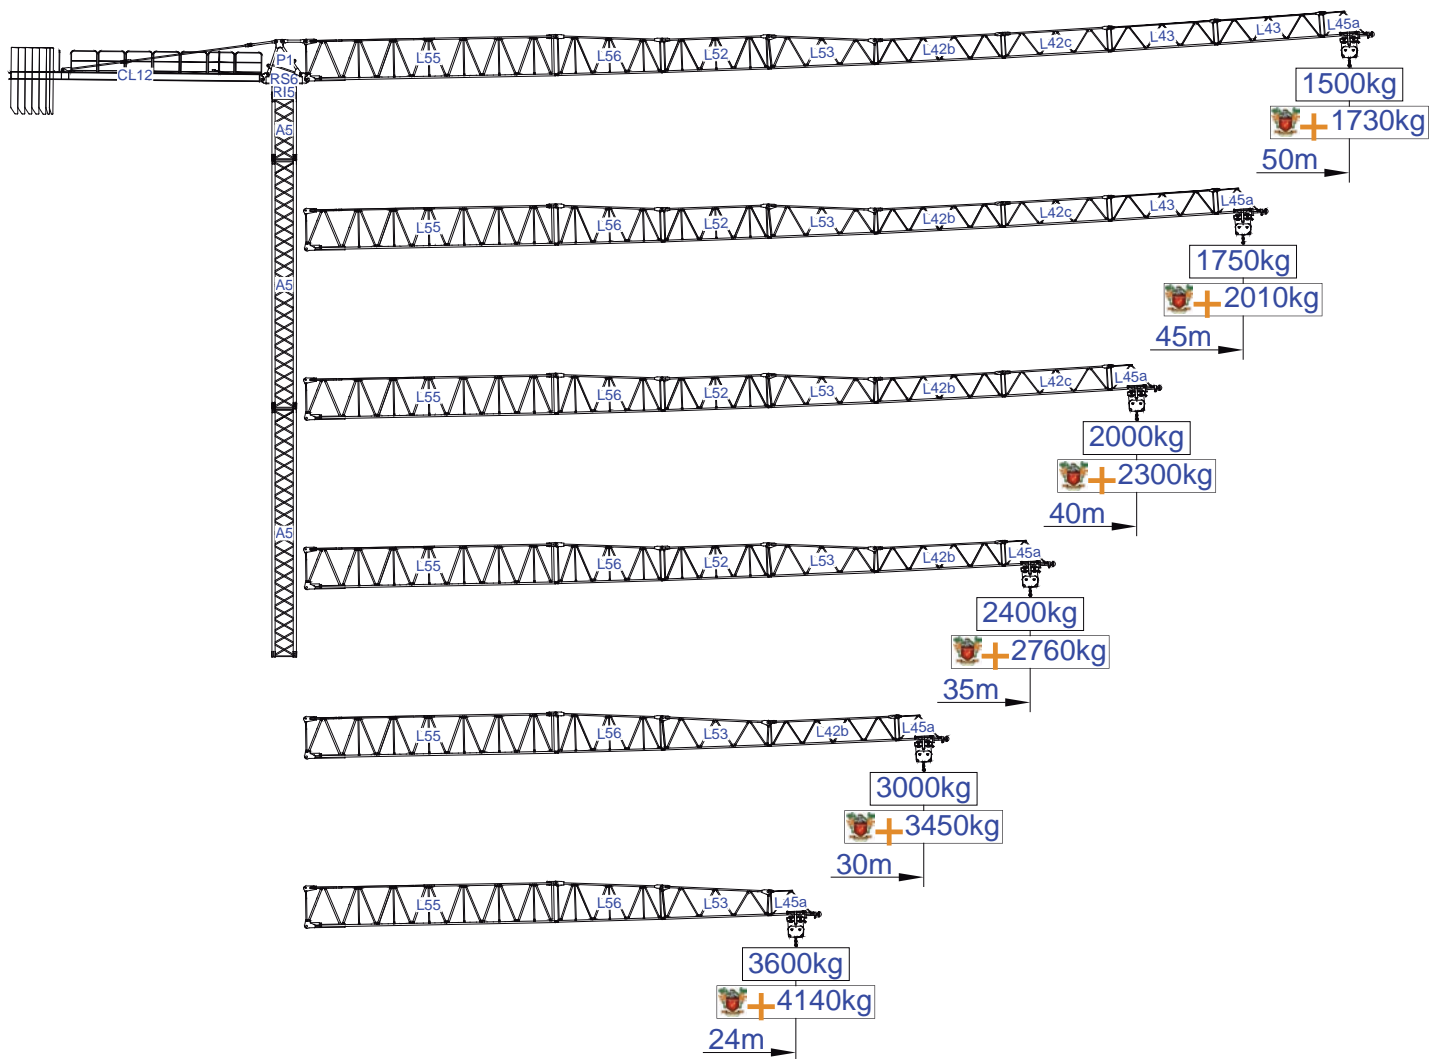 L55 L56 L52 L53 L42b L42c L43 L43 L45a
P1
CL12 RS6
RI5
1500kg
+1730kg
A5
50m
L55 L56 L52 L53 L42b L42c L43 L45a
1750kg
A5
+2010kg
45m
L55 L56 L52 L53 L42b L42c L45a
2000kg
+2300kg
40m
A5
L55 L56 L52 L53 L42b L45a
2400kg
+2760kg
35m
L55 L56 L53 L42b L45a
3000kg
+3450kg
30m
L55 L56 L53 L45a
3600kg
+4140kg
24m